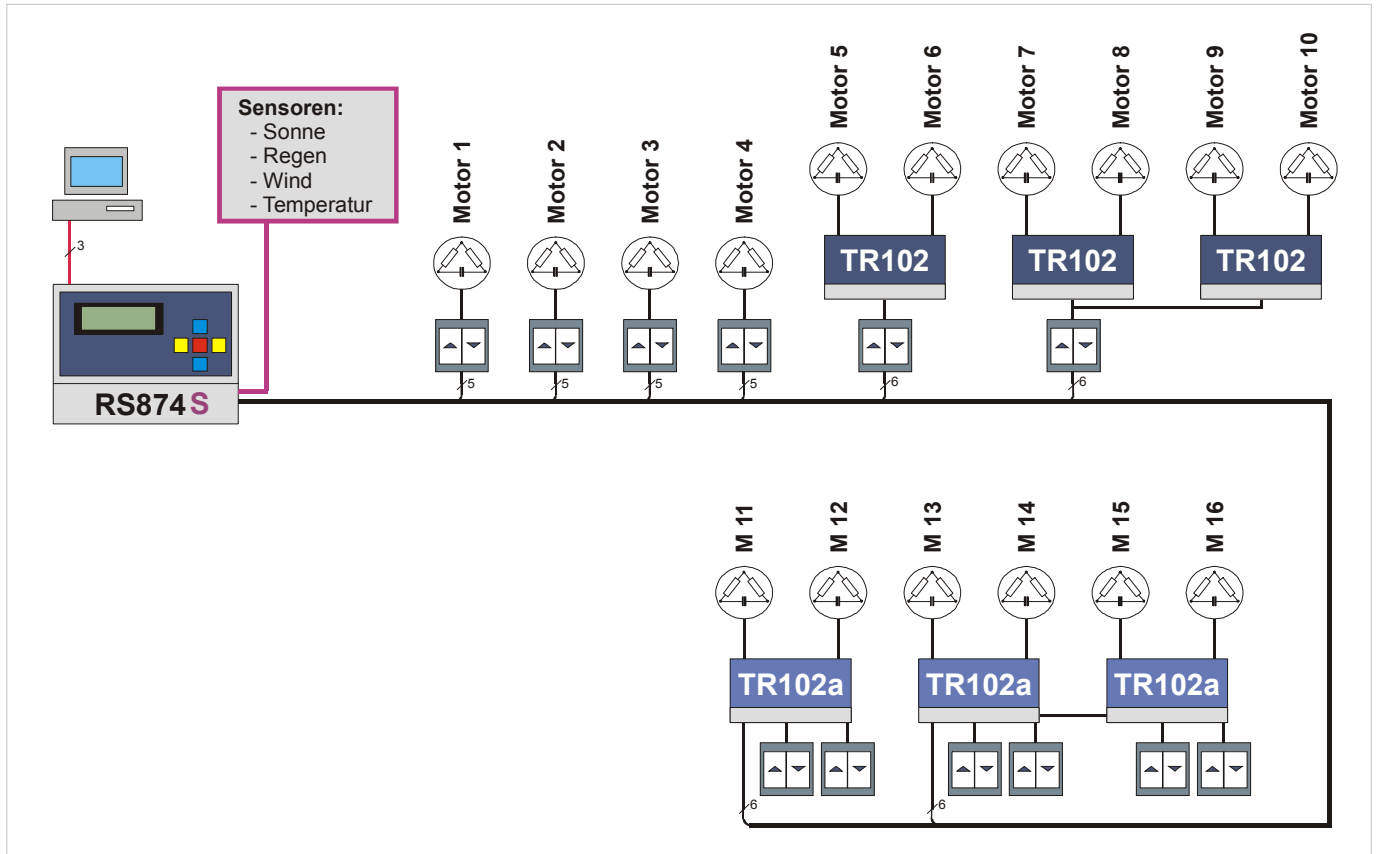 Sensoren:
- Sonne
- Regen
- Wind
- Temperatur
3
RS874 S
Motor 1
Motor 2
Motor 3
Motor 4
Motor 5
Motor 6
Motor 7
Motor 8
Motor 9
Motor 10
TR102
TR102
TR102
5
5
5
5
6
6
M 11
M 12
M 13
M 14
M 15
M 16
TR102a
TR102a
TR102a
6
6